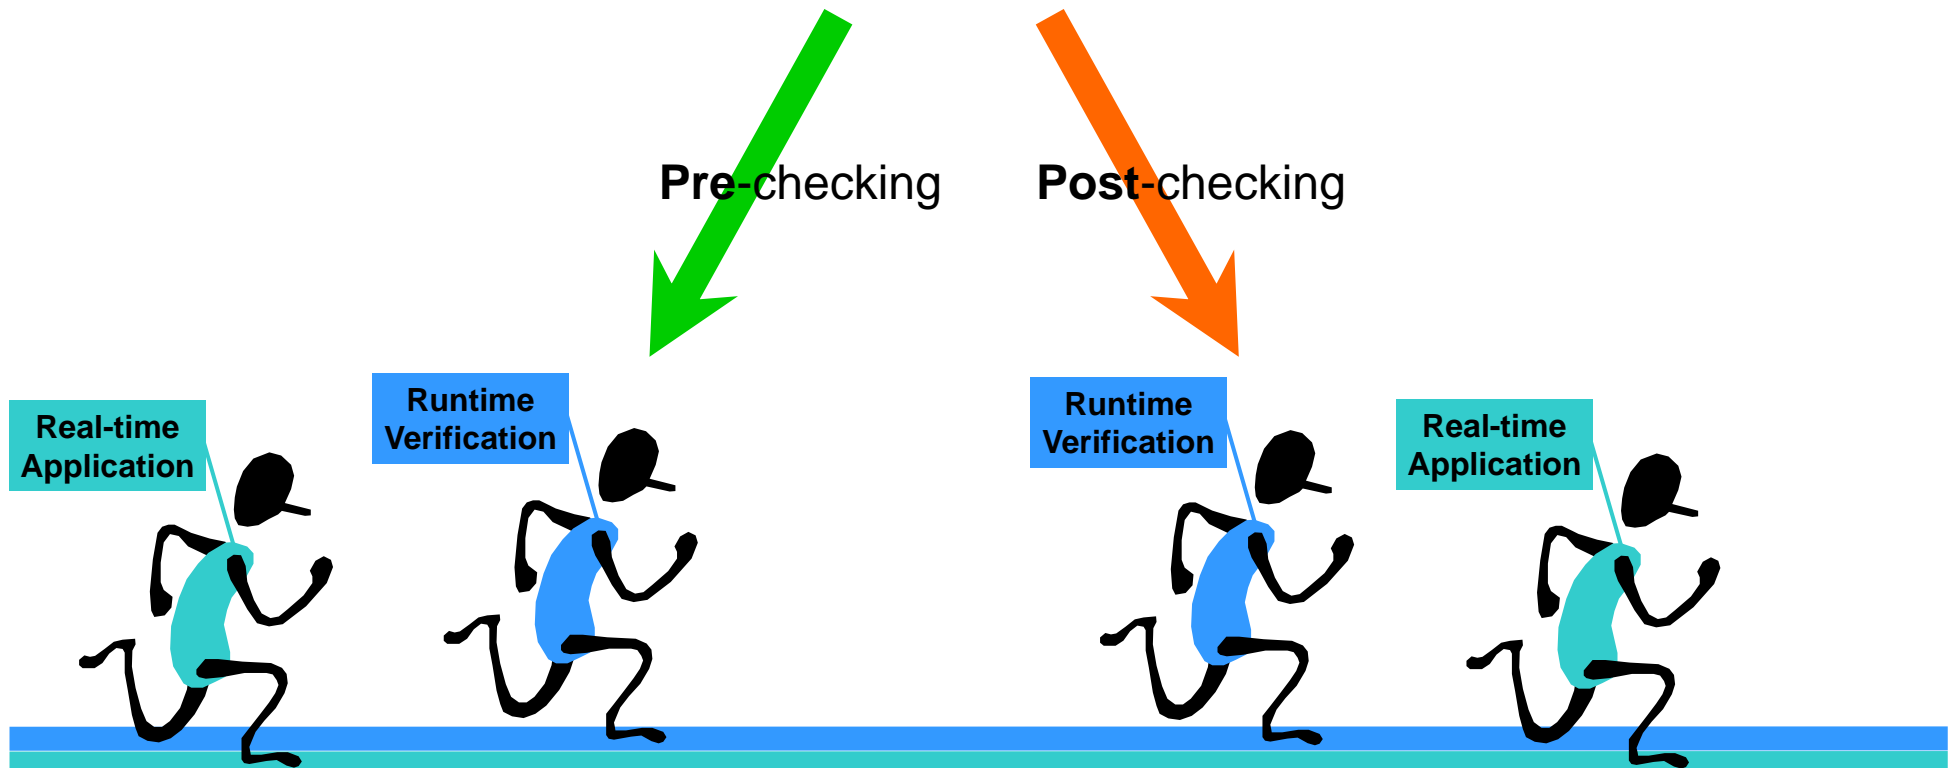 Pre-checking
Post-checking
Real-time
Application
Runtime
Verification
Runtime
Verification
Real-time
Application